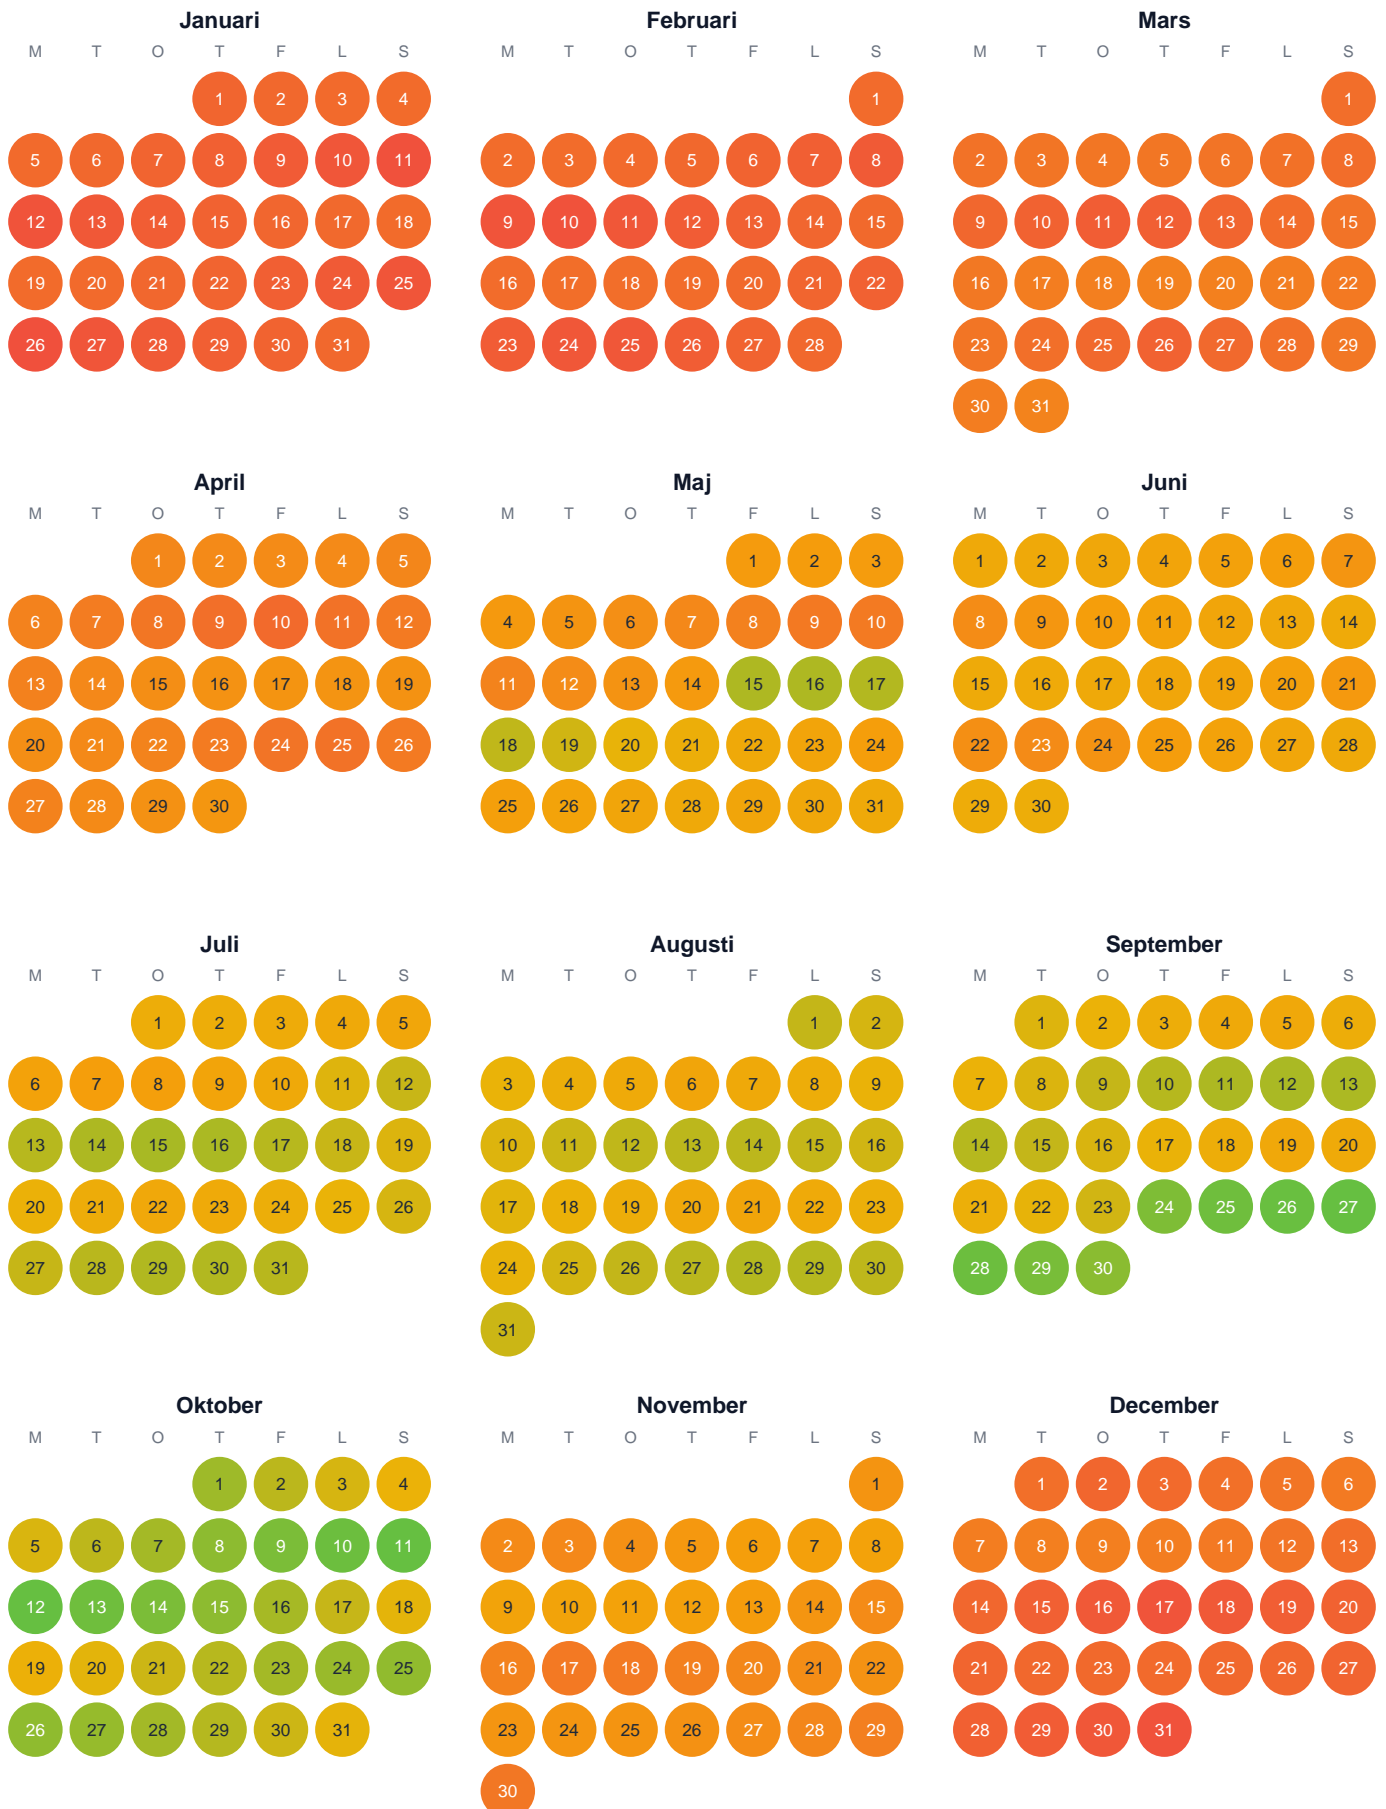 Januari Februari Mars
M T O T F L S M T O T F L S M T O T F L S
1 2 3 4 1 1
5 6 7 8 9 10 11 2 3 4 5 6 7 8 2 3 4 5 6 7 8
12 13 14 15 16 17 18 9 10 11 12 13 14 15 9 10 11 12 13 14 15
19 20 21 22 23 24 25 16 17 18 19 20 21 22 16 17 18 19 20 21 22
26 27 28 29 30 31 23 24 25 26 27 28 23 24 25 26 27 28 29
30 31
April Maj Juni
M T O T F L S M T O T F L S M T O T F L S
1 2 3 4 5 1 2 3 1 2 3 4 5 6 7
6 7 8 9 10 11 12 4 5 6 7 8 9 10 8 9 10 11 12 13 14
13 14 15 16 17 18 19 11 12 13 14 15 16 17 15 16 17 18 19 20 21
20 21 22 23 24 25 26 18 19 20 21 22 23 24 22 23 24 25 26 27 28
27 28 29 30 25 26 27 28 29 30 31 29 30
Juli Augusti September
M T O T F L S M T O T F L S M T O T F L S
1 2 3 4 5 1 2 1 2 3 4 5 6
6 7 8 9 10 11 12 3 4 5 6 7 8 9 7 8 9 10 11 12 13
13 14 15 16 17 18 19 10 11 12 13 14 15 16 14 15 16 17 18 19 20
20 21 22 23 24 25 26 17 18 19 20 21 22 23 21 22 23 24 25 26 27
27 28 29 30 31 24 25 26 27 28 29 30 28 29 30
31
Oktober November December
M T O T F L S M T O T F L S M T O T F L S
1 2 3 4 1 1 2 3 4 5 6
5 6 7 8 9 10 11 2 3 4 5 6 7 8 7 8 9 10 11 12 13
12 13 14 15 16 17 18 9 10 11 12 13 14 15 14 15 16 17 18 19 20
19 20 21 22 23 24 25 16 17 18 19 20 21 22 21 22 23 24 25 26 27
26 27 28 29 30 31 23 24 25 26 27 28 29 28 29 30 31
30